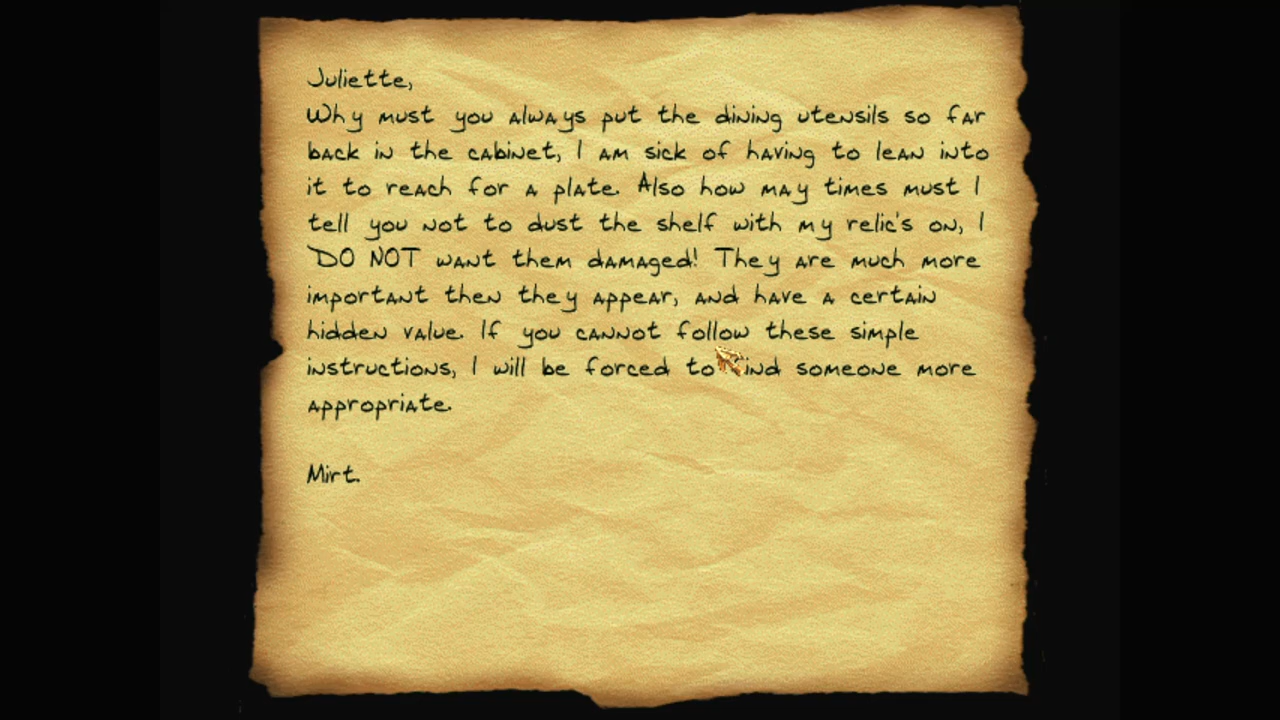 Juliette,
Why must you always put the dining utensils so far
back in the cabinet, I am sick of having to lean into
it to reach for a plate. Also how may times must I
tell you not to dust the shelf with my relic's on, I
DO NOT want them damaged! They are much more
important then they appear, and have a certain
hidden value. If you cannot follow these simple
instructions, I will be forced to find someone more
appropriate.
Mirt.